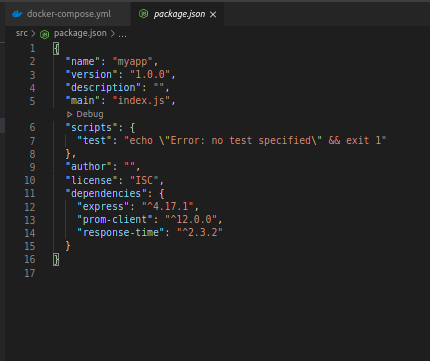 docker-compose.yml package.json ×
src > package.json > ...
1 {
2 "name": "myapp",
3 "version": "1.0.0",
4 "description": "",
5 "main": "index.js",
Debug
6 "scripts": {
7 "test": "echo \"Error: no test specified\" && exit 1"
8 },
9 "author": "",
10 "license": "ISC",
11 "dependencies": {
12 "express": "^4.17.1",
13 "prom-client": "^12.0.0",
14 "response-time": "^2.3.2"
15 }
16 }
17